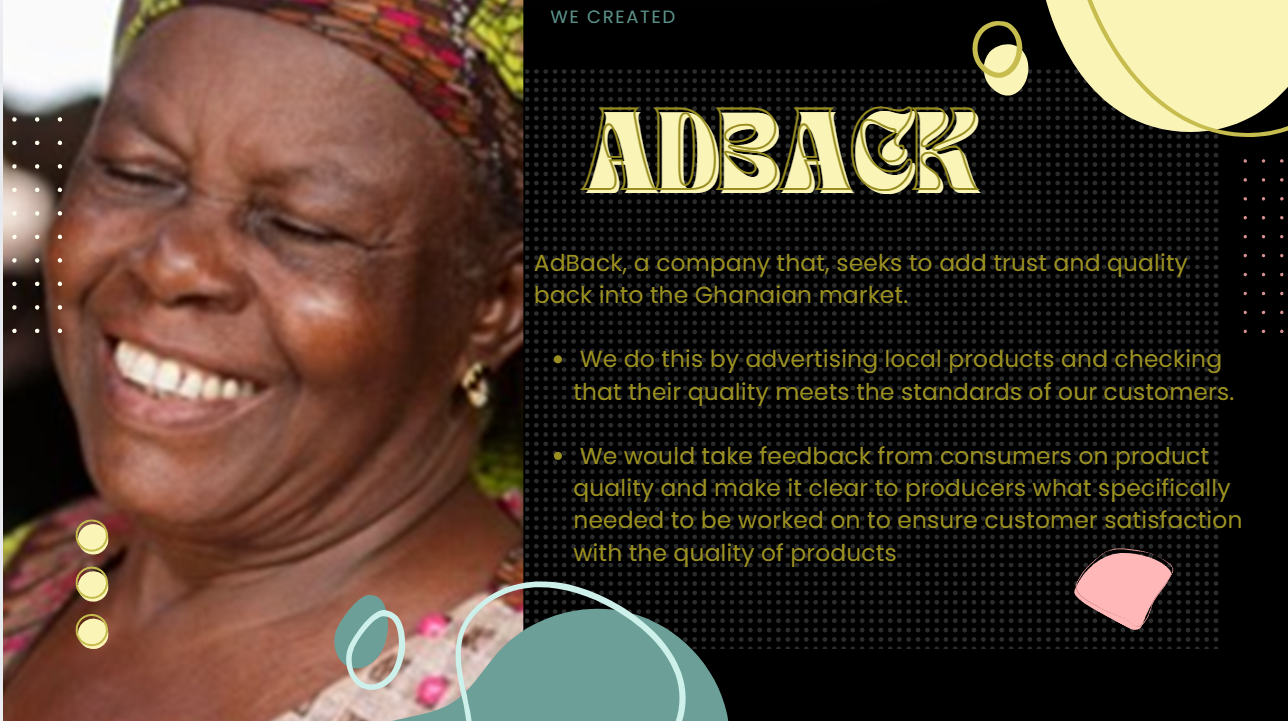 WE CREATED
ADBACK
AdBack, a company that, seeks to add trust and quality
back into the Ghanaian market.
• We do this by advertising local products and checking
that their quality meets the standards of our customers.
• We would take feedback from consumers on product
quality and make it clear to producers what specifically
needed to be worked on to ensure customer satisfaction
with the quality of products